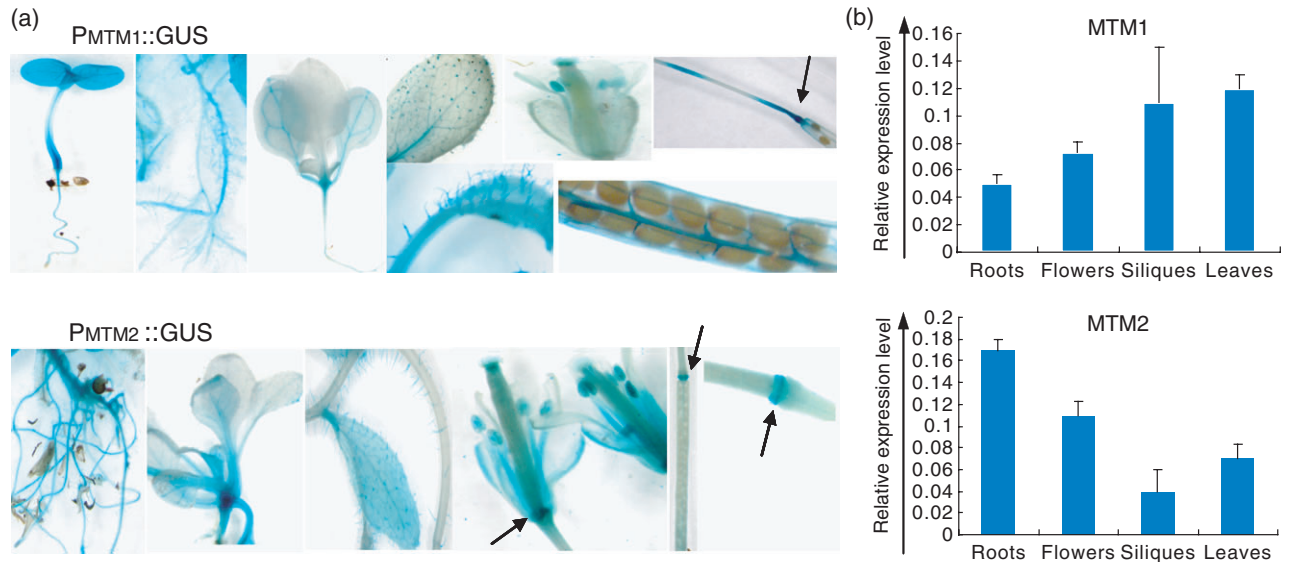 (a)
PMTM1::GUS
PMTM2 ::GUS
(b)
MTM1
Relative expression level
0.16
0.14
0.12
0.1
0.08
0.06
0.04
0.02
0
Roots Flowers Siliques Leaves
MTM2
Relative expression level
0.2
0.18
0.16
0.14
0.12
0.1
0.08
0.06
0.04
0.02
0
Roots Flowers Siliques Leaves